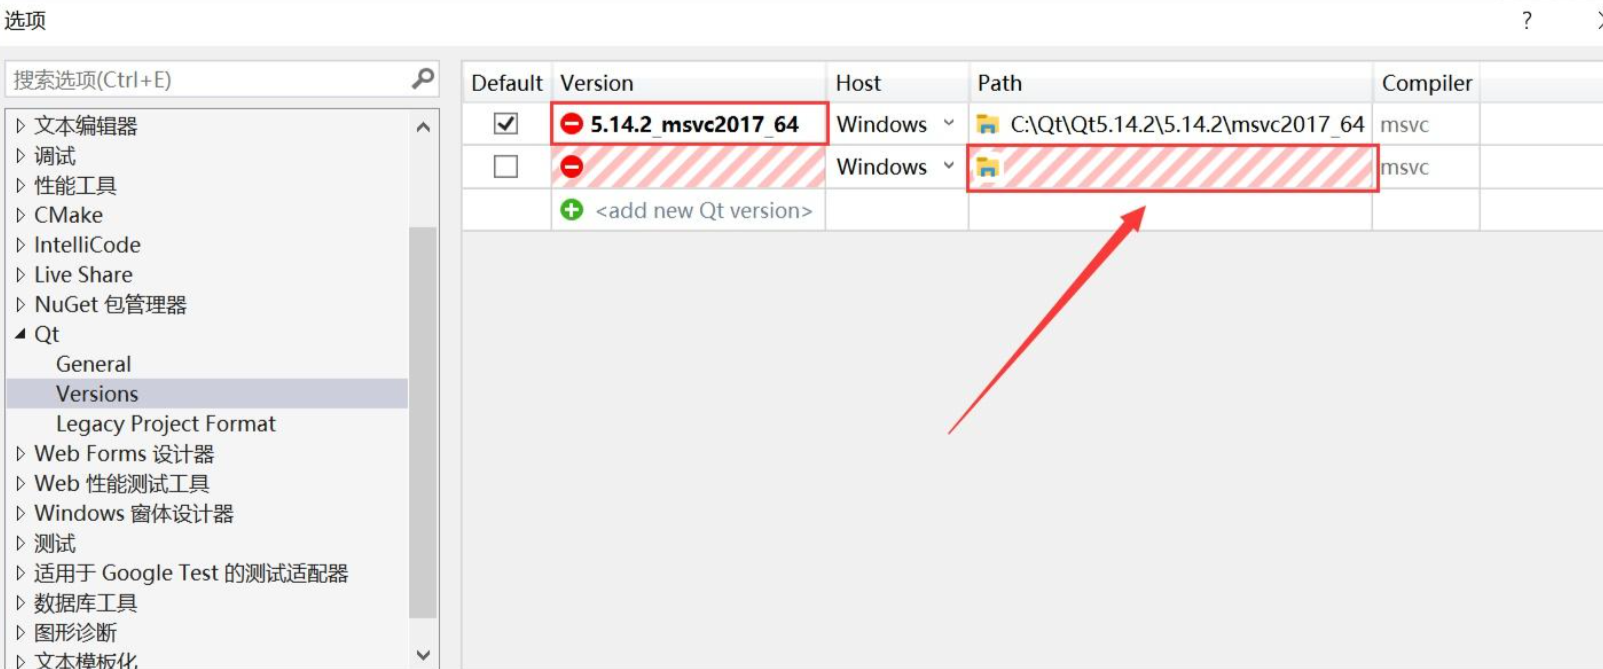 选项
?
搜索选项(Ctrl+E)
文本编辑器
调试
性能工具
CMake
IntelliCode
Live Share
NuGet 包管理器
Qt
General
Versions
Legacy Project Format
Web Forms 设计器
Web 性能测试工具
Windows 窗体设计器
测试
适用于 Google Test 的测试适配器
数据库工具
图形诊断
文本模板化
Default Version Host Path Compiler
5.14.2_msvc2017_64 Windows C:\Qt\Qt5.14.2\5.14.2\msvc2017_64 msvc
Windows msvc
<add new Qt version>